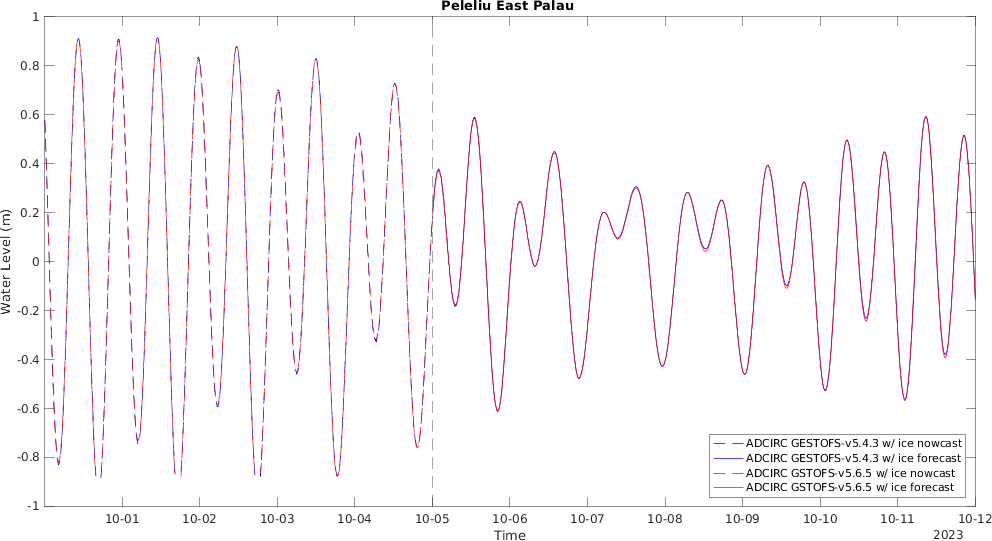 Peleliu East Palau
1
0.8
0.6
0.4
0.2
0
-0.2
-0.4
-0.6
-0.8
-1
Water Level (m)
ADCIRC GESTOFS-v5.4.3 w/ ice nowcast
ADCIRC GESTOFS-v5.4.3 w/ ice forecast
ADCIRC GSTOFS-v5.6.5 w/ ice nowcast
ADCIRC GSTOFS-v5.6.5 w/ ice forecast
10-01 10-02 10-03 10-04 10-05 10-06 10-07 10-08 10-09 10-10 10-11 10-12
Time
2023